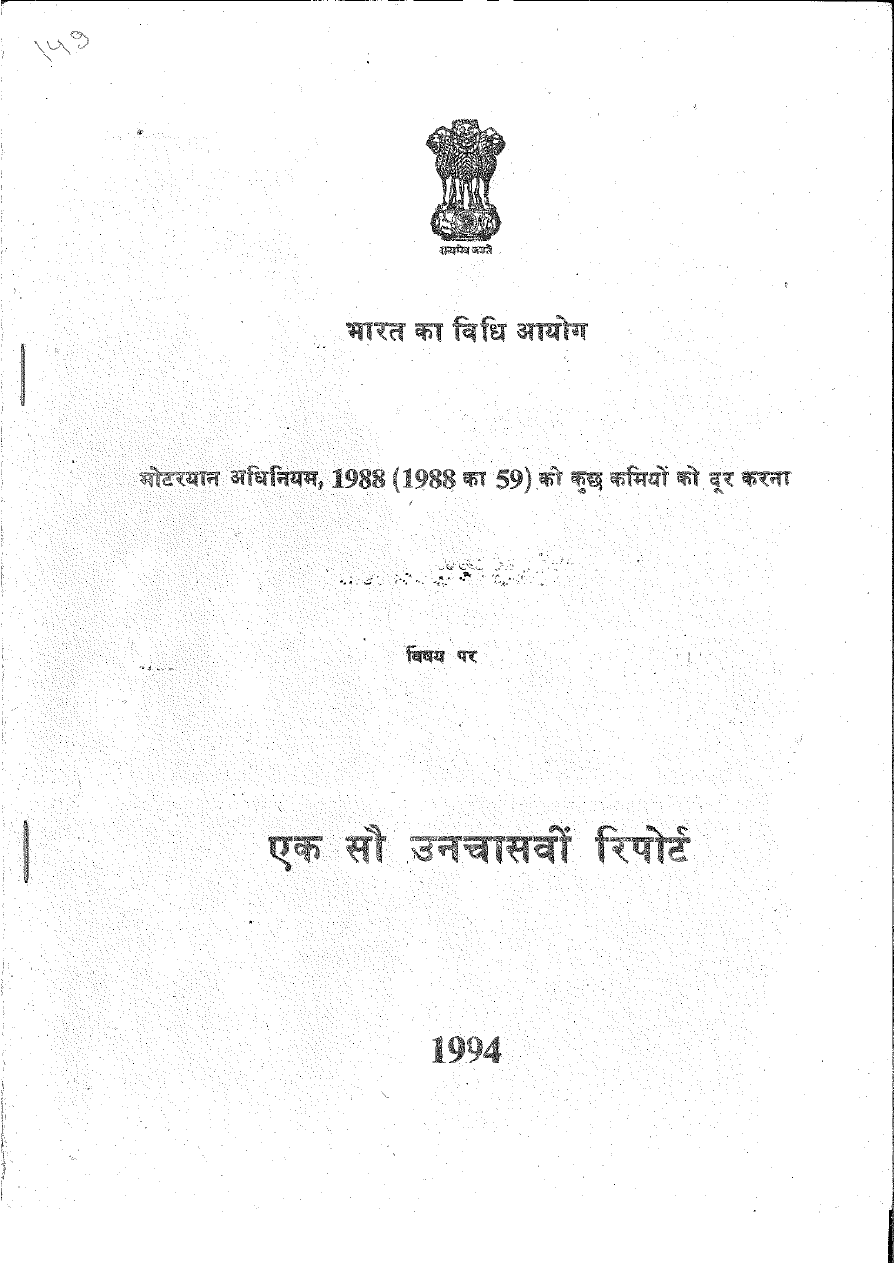 149
सत्यमेव जयते
भारत का विधि आयोग
मोटरयान अधिनियम, 1988 (1988 का 59) की कुछ कमियों को दूर करना
विषय पर
एक सौ उनचासवीं रिपोर्ट
1994